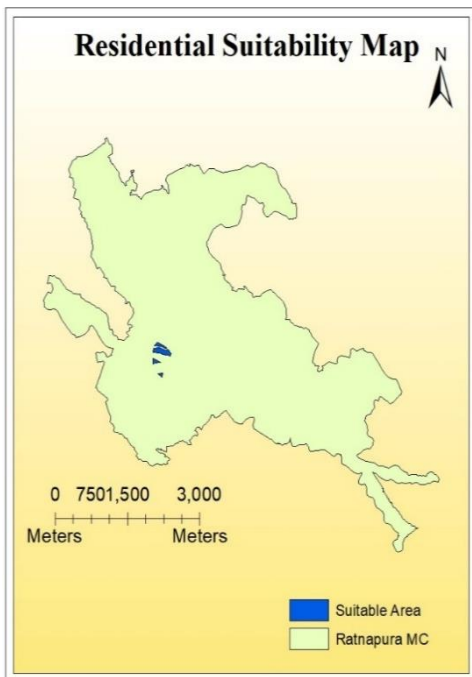 Residential Suitability Map
N
0 7501,500 3,000
Meters Meters
Suitable Area
Ratnapura MC